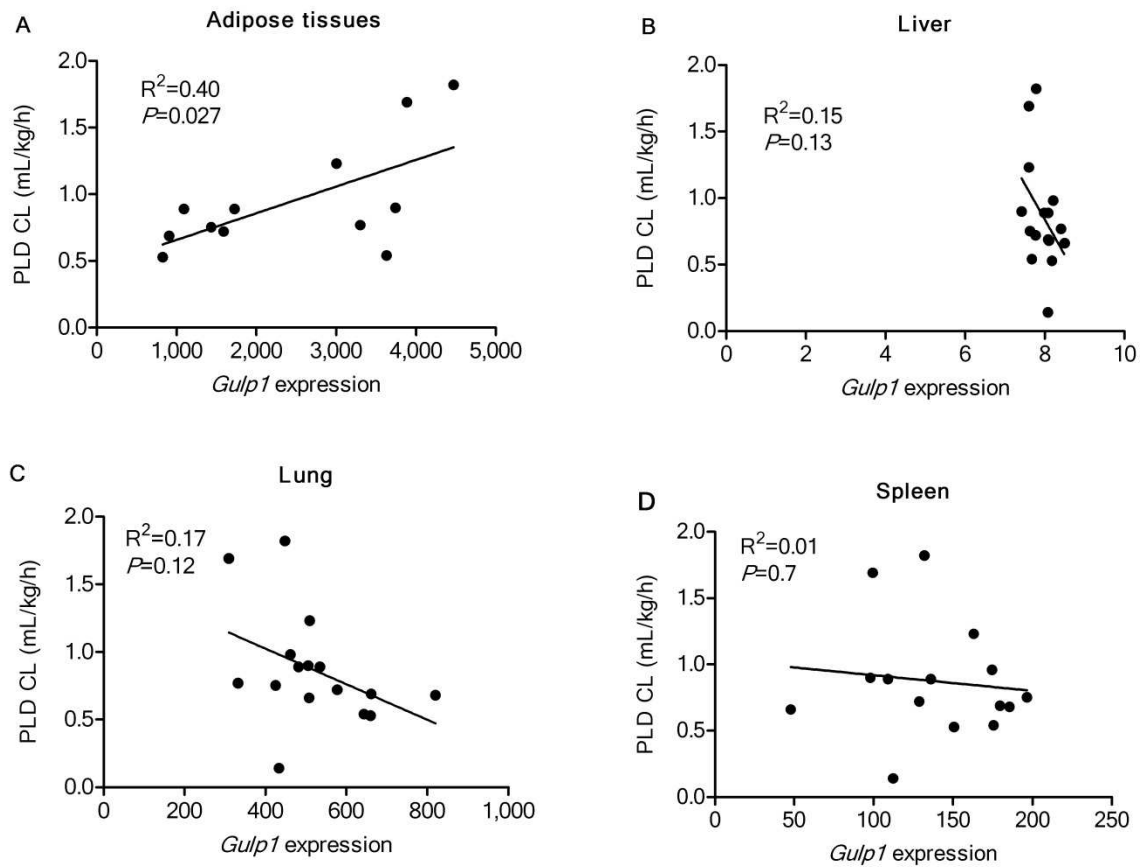 A
Adipose tissues
R²=0.40
P=0.027
PLD CL (mL/kg/h)
2.0
1.5
1.0
0.5
0.0
0 1,000 2,000 3,000 4,000 5,000
Gulp1 expression
B
Liver
R²=0.15
P=0.13
PLD CL (mL/kg/h)
2.0
1.5
1.0
0.5
0.0
0 2 4 6 8 10
Gulp1 expression
C
Lung
R²=0.17
P=0.12
PLD CL (mL/kg/h)
2.0
1.5
1.0
0.5
0.0
0 200 400 600 800 1,000
Gulp1 expression
D
Spleen
R²=0.01
P=0.7
PLD CL (mL/kg/h)
2.0
1.5
1.0
0.5
0.0
0 50 100 150 200 250
Gulp1 expression